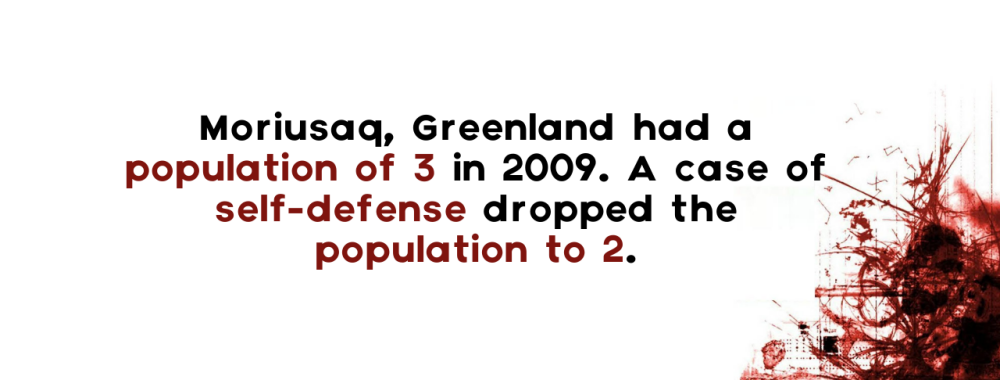 Moriusaq, Greenland had a
population of 3 in 2009. A case of
self-defense dropped the
population to 2.